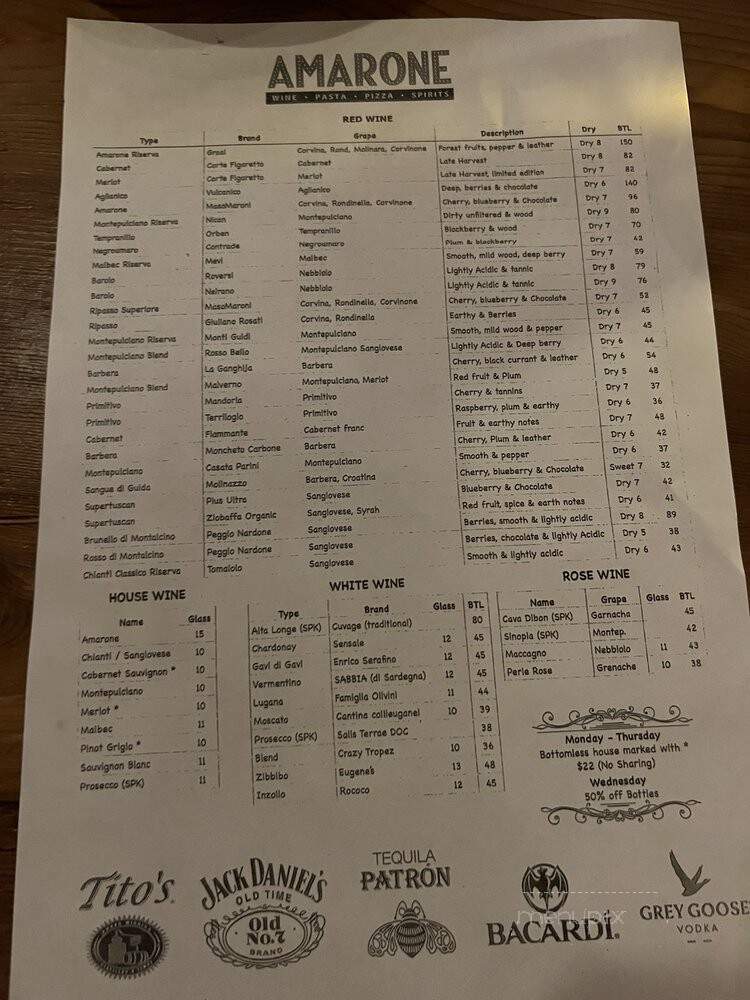 AMARONE
WINE • PASTA • PIZZA • SPIRITS
RED WINE
Type Brand Grape Description Dry BTL
Amarone Riserva Graal Corvina, Rond, Molinara, Corvinone Forest fruits, pepper & leather Dry 8 150
Cabernet Corte Figaretto Cabernet Late Harvest Dry 8 82
Merlot Corte Figaretto Merlot Late Harvest, limited edition Dry 7 82
Aglianico Vulcanico Aglianico Deep, berries & chocolate Dry 6 140
Amarone MasoMaroni Corvina, Rondinella, Corvinone Cherry, blueberry & Chocolate Dry 7 96
Montepulciano Riserva Nican Montepulciano Dirty unfiltered & wood Dry 9 80
Tempranillo Orben Tempranillo Blackberry & wood Dry 7 70
Negroamaro Contrade Negroamaro Plum & blackberry Dry 7 42
Malbec Riserva Mevi Malbec Smooth, mild wood, deep berry Dry 7 59
Barolo Roversi Nebbiolo Lightly Acidic & tannic Dry 8 79
Barolo Neirano Nebbiolo Lightly Acidic & tannic Dry 9 76
Ripasso Superiore MasoMaroni Corvina, Rondinella, Corvinone Cherry, blueberry & Chocolate Dry 7 52
Ripasso Giuliano Rosati Corvina, Rondinella Earthy & Berries Dry 6 45
Montepulciano Riserva Monti Guidi Montepulciano Smooth, mild wood & pepper Dry 7 45
Montepulciano Blend Rosso Bello Montepulciano Sangiovese Lightly Acidic & Deep berry Dry 6 44
Barbera La Ganghija Barbera Cherry, black currant & leather Dry 6 54
Montepulciano Blend Malverno Montepulciano, Merlot Red fruit & Plum Dry 5 48
Primitivo Mandoria Primitivo Cherry & tannins Dry 7 37
Primitivo Terrilogio Primitivo Raspberry, plum & earthy Dry 6 36
Cabernet Fiammante Cabernet franc Fruit & earthy notes Dry 7 48
Barbera Moncheto Carbone Barbera Cherry, Plum & leather Dry 6 42
Montepulciano Casata Parini Montepulciano Smooth & pepper Dry 6 37
Sangue di Guida Molinazzo Barbera, Croatina Cherry, blueberry & Chocolate Sweet 7 32
Supertuscan Plus Ultra Sangiovese Blueberry & Chocolate Dry 7 42
Supertuscan Ziobaffa Organic Sangiovese, Syrah Red fruit, spice & earth notes Dry 6 41
Brunello di Montalcino Peggio Nardone Sangiovese Berries, smooth & lightly acidic Dry 8 89
Rosso di Montalcino Peggio Nardone Sangiovese Berries, chocolate & lightly Acidic Dry 5 38
Chianti Classico Riserva Tomaiolo Sangiovese Smooth & lightly acidic Dry 6 43
HOUSE WINE
Name Glass
Amarone 15
Chianti / Sangiovese 10
Cabernet Sauvignon * 10
Montepulciano 10
Merlot * 10
Malbec 11
Pinot Grigio * 10
Sauvignon Blanc 11
Prosecco (SPK) 11
WHITE WINE
Type Brand Glass BTL
Alta Longe (SPK) Cuvage (traditional) 80
Chardonay Sensale 12 45
Gavi di Gavi Enrico Serafino 12 45
Vermentino SABBIA (di Sardegna) 12 45
Lugana Famiglia Olivini 11 44
Moscato Cantina collieuganei 10 39
Prosecco (SPK) Salis Terrae DOC 38
Blend Crazy Tropez 10 36
Zibbibo Eugene's 13 48
Inzolia Rococo 12 45
ROSE WINE
Name Grape Glass BTL
Cava Dibon (SPK) Garnacha 45
Sinopia (SPK) Montep. 42
Maccagno Nebbiolo 11 43
Perle Rose Grenache 10 38
Monday - Thursday
Bottomless house marked with *
$22 (No Sharing)
Wednesday
50% off Bottles
Tito's
JACK DANIEL'S
OLD TIME
Old
No.7
BRAND
TEQUILA
PATRÓN
BACARDÍ
GREY GOOSE
VODKA
menupix